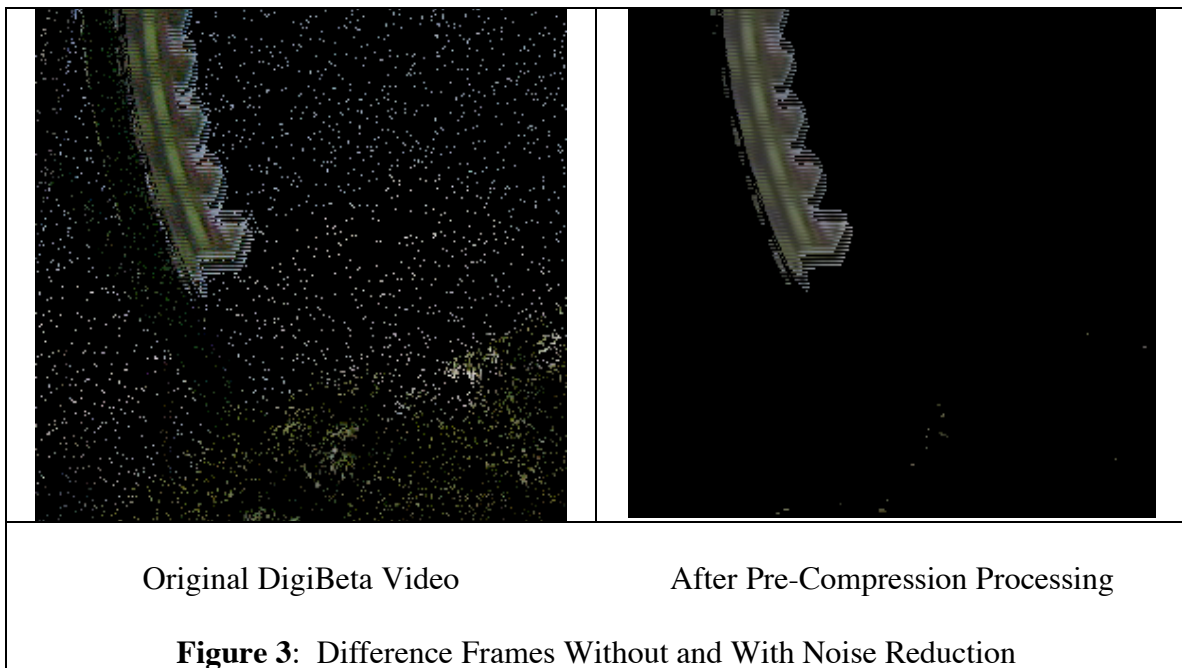 Original DigiBeta Video
After Pre-Compression Processing
Figure 3: Difference Frames Without and With Noise Reduction